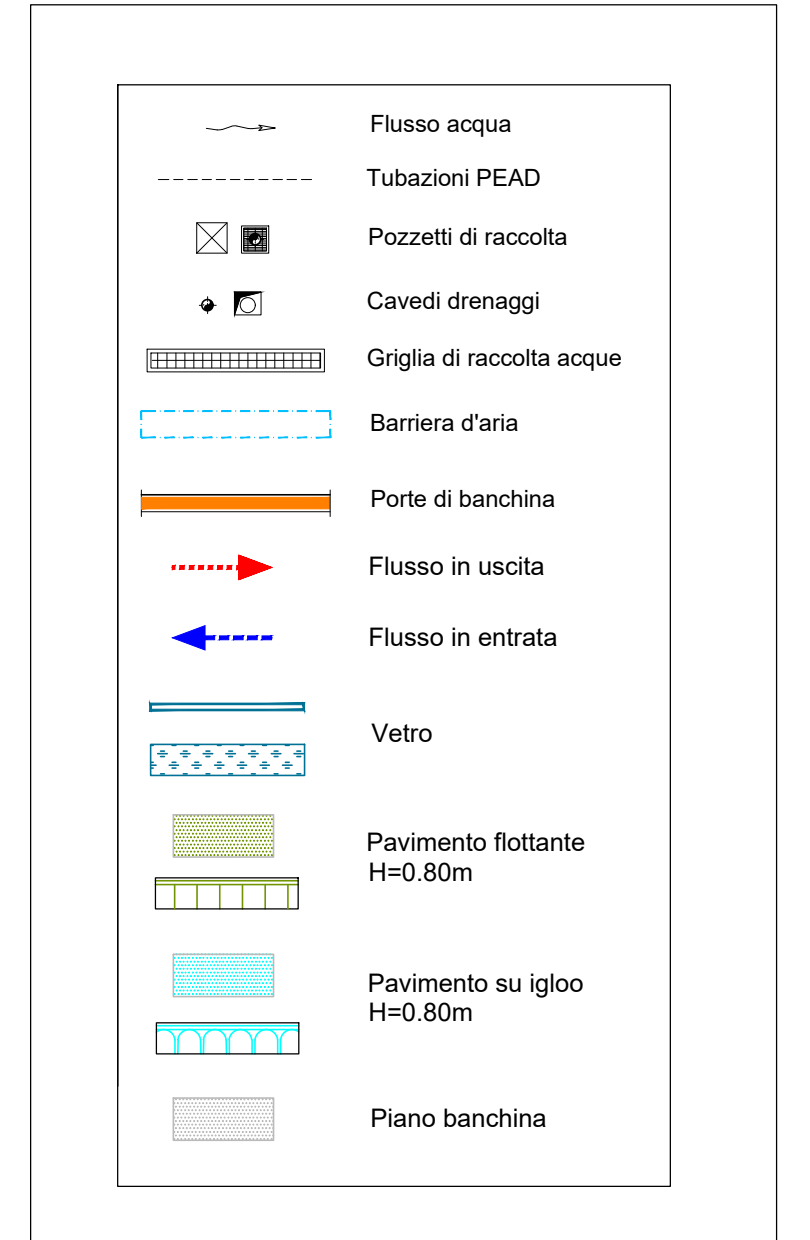 Flusso acqua
Tubazioni PEAD
Pozzetti di raccolta
Cavedi drenaggi
Griglia di raccolta acque
Barriera d'aria
Porte di banchina
Flusso in uscita
Flusso in entrata
Vetro
Pavimento flottante
H=0.80m
Pavimento su igloo
H=0.80m
Piano banchina